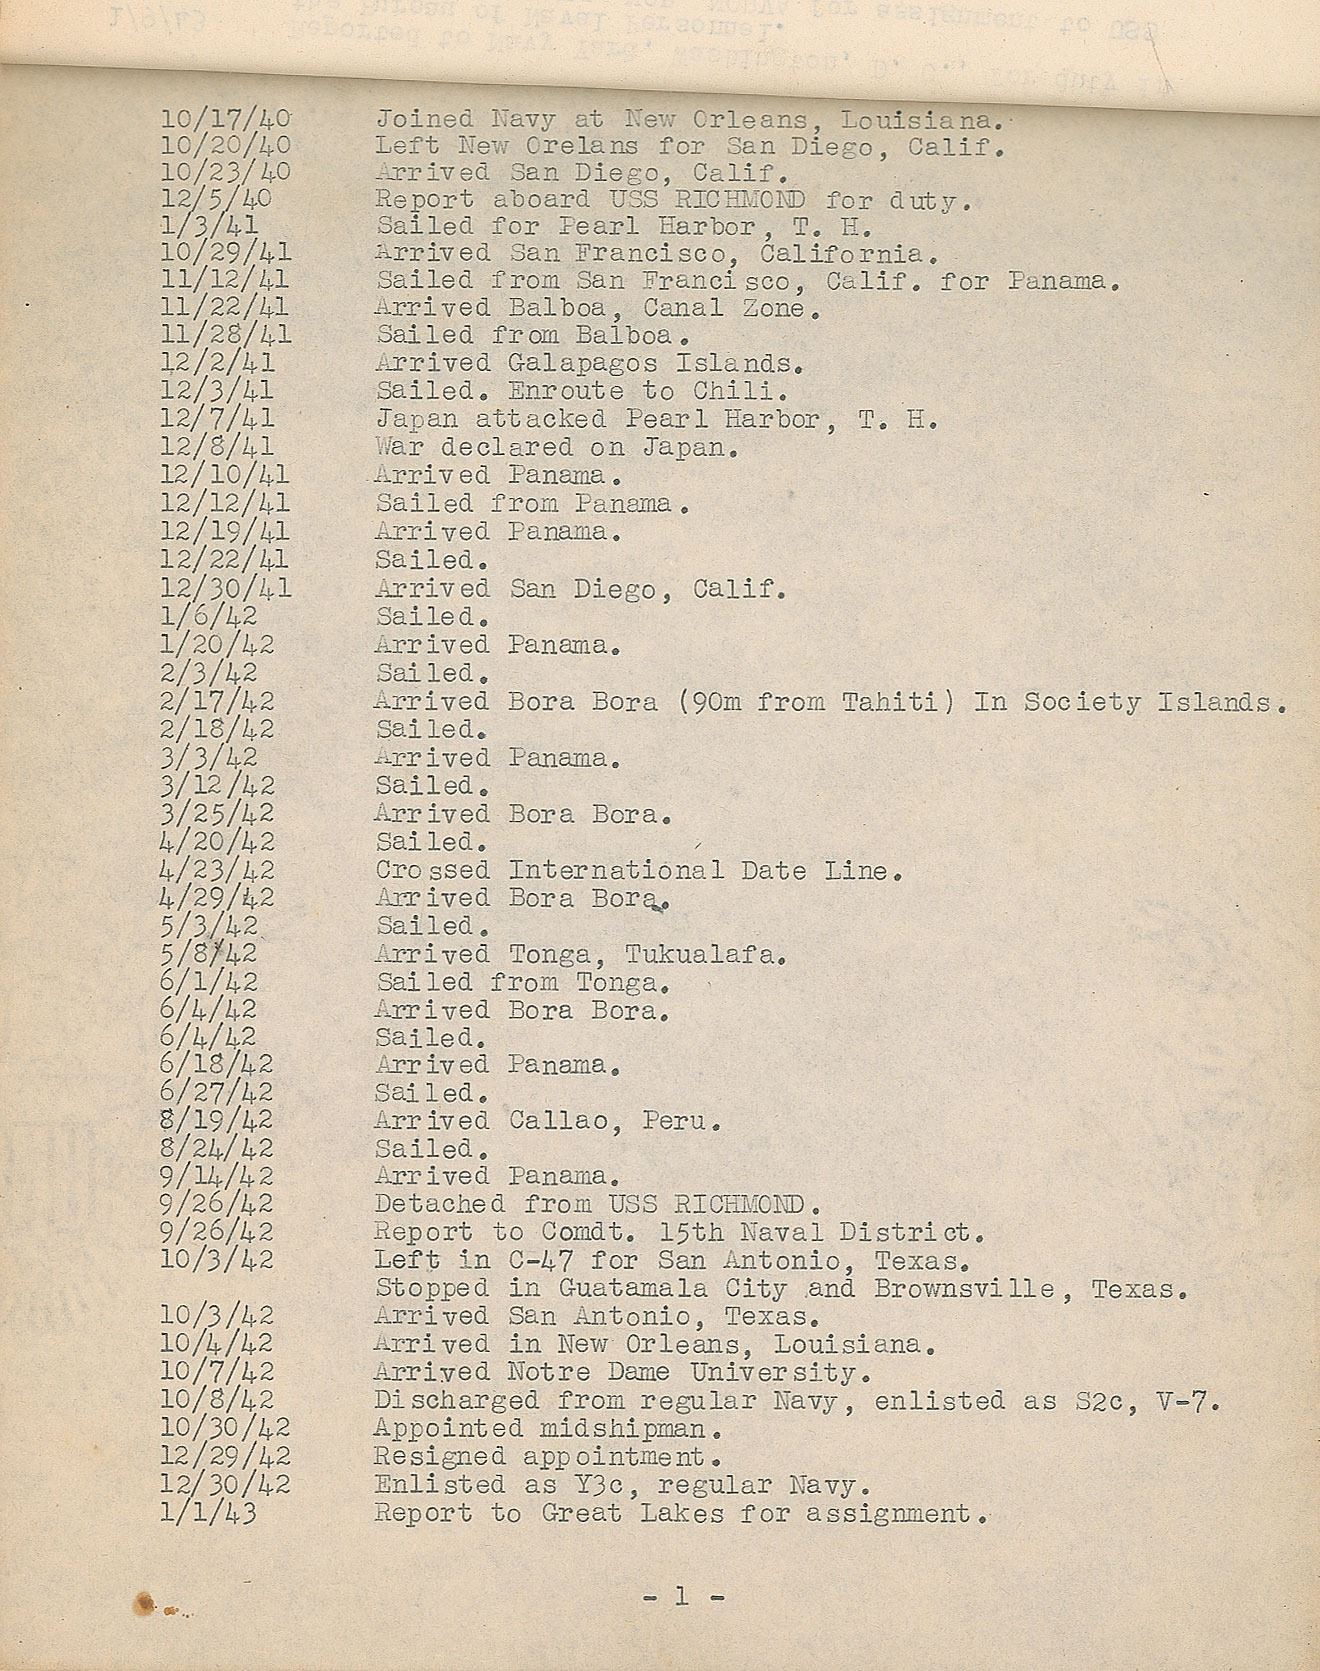 10/17/40 Joined Navy at New Orleans, Louisiana.
10/20/40 Left New Orelans for San Diego, Calif.
10/23/40 Arrived San Diego, Calif.
12/5/40 Report aboard USS RICHMOND for duty.
1/3/41 Sailed for Pearl Harbor, T. H.
10/29/41 Arrived San Francisco, California.
11/12/41 Sailed from San Francisco, Calif. for Panama.
11/22/41 Arrived Balboa, Canal Zone.
11/28/41 Sailed from Balboa.
12/2/41 Arrived Galapagos Islands.
12/3/41 Sailed. Enroute to Chili.
12/7/41 Japan attacked Pearl Harbor, T. H.
12/8/41 War declared on Japan.
12/10/41 Arrived Panama.
12/12/41 Sailed from Panama.
12/19/41 Arrived Panama.
12/22/41 Sailed.
12/30/41 Arrived San Diego, Calif.
1/6/42 Sailed.
1/20/42 Arrived Panama.
2/3/42 Sailed.
2/17/42 Arrived Bora Bora (90m from Tahiti) In Society Islands.
2/18/42 Sailed.
3/3/42 Arrived Panama.
3/12/42 Sailed.
3/25/42 Arrived Bora Bora.
4/20/42 Sailed.
4/23/42 Crossed International Date Line.
4/29/42 Arrived Bora Bora.
5/3/42 Sailed.
5/8/42 Arrived Tonga, Tukualafa.
6/1/42 Sailed from Tonga.
6/4/42 Arrived Bora Bora.
6/4/42 Sailed.
6/18/42 Arrived Panama.
6/27/42 Sailed.
8/19/42 Arrived Callao, Peru.
8/24/42 Sailed.
9/14/42 Arrived Panama.
9/26/42 Detached from USS RICHMOND.
9/26/42 Report to Comdt. 15th Naval District.
10/3/42 Left in C-47 for San Antonio, Texas.
Stopped in Guatamala City and Brownsville, Texas.
10/3/42 Arrived San Antonio, Texas.
10/4/42 Arrived in New Orleans, Louisiana.
10/7/42 Arrived Notre Dame University.
10/8/42 Discharged from regular Navy, enlisted as S2c, V-7.
10/30/42 Appointed midshipman.
12/29/42 Resigned appointment.
12/30/42 Enlisted as Y3c, regular Navy.
1/1/43 Report to Great Lakes for assignment.
- 1 -